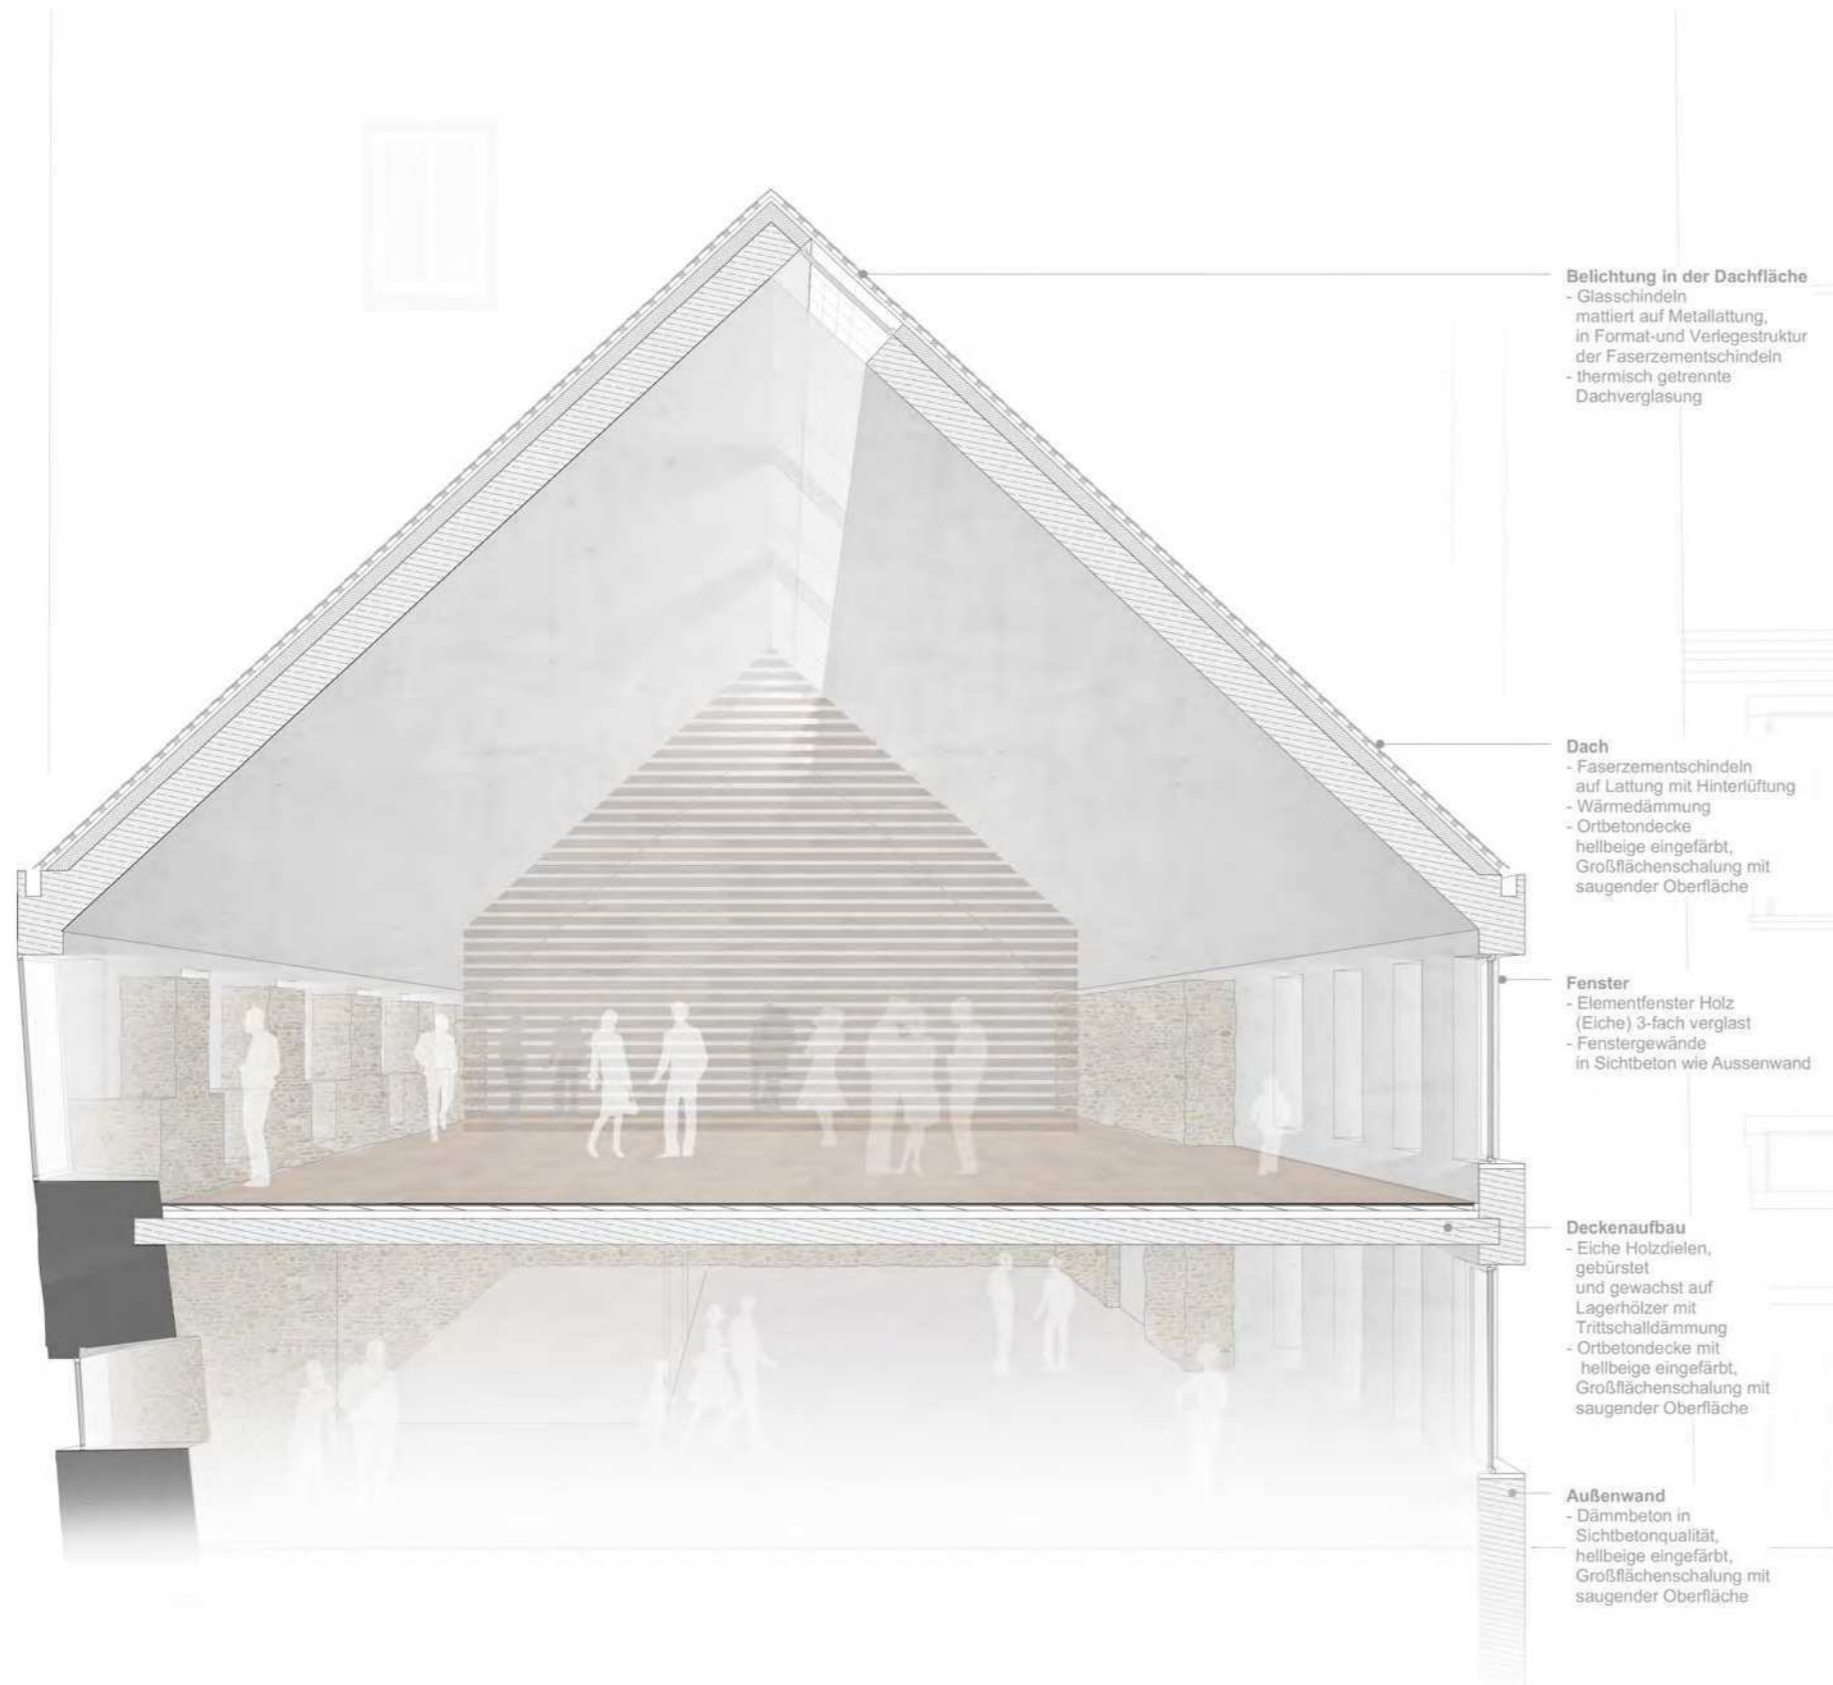 Belichtung in der Dachfläche
- Glasschindeln
mattiert auf Metallattung,
in Format-und Verlegestruktur
der Faserzementschindeln
- thermisch getrennte
Dachverglasung
Dach
- Faserzementschindeln
auf Lattung mit Hinterlüftung
- Wärmedämmung
- Ortbetondecke
hellbeige eingefärbt,
Großflächenschalung mit
saugender Oberfläche
Fenster
- Elementfenster Holz
(Eiche) 3-fach verglast
- Fenstergewände
in Sichtbeton wie Aussenwand
Deckenaufbau
- Eiche Holzdielen,
gebürstet
und gewachst auf
Lagerhölzer mit
Trittschalldämmung
- Ortbetondecke mit
hellbeige eingefärbt,
Großflächenschalung mit
saugender Oberfläche
Außenwand
- Dämmbeton in
Sichtbetonqualität,
hellbeige eingefärbt,
Großflächenschalung mit
saugender Oberfläche